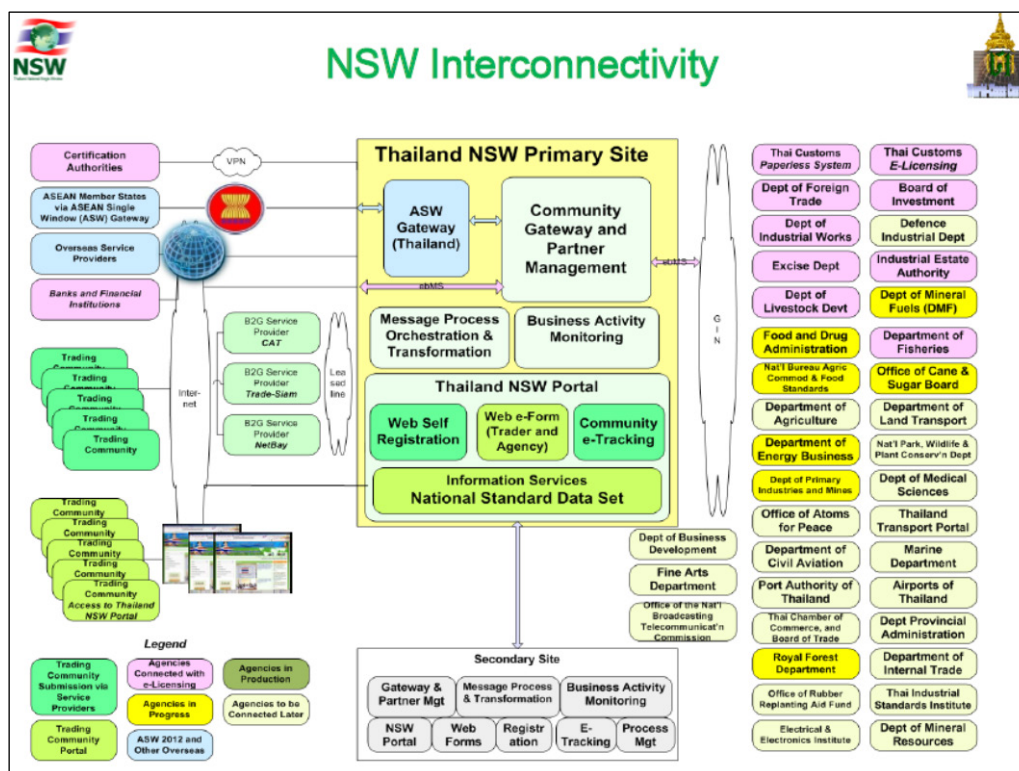 NSW
NSW Interconnectivity
Certification
Authorities
VPN
ASEAN Member States
via ASEAN Single
Window (ASW) Gateway
Overseas Service
Providers
Banks and Financial
Institutions
Trading
Community
Trading
Community
Trading
Community
Trading
Community
Trading
Community
Inter-
net
B2G Service
Provider
CAT
B2G Service
Provider
Trade-Siam
B2G Service
Provider
NetBay
Lea
sed
line
Trading
Community
Trading
Community
Trading
Community
Trading
Community
Trading
Community
Access to Thailand
NSW Portal
Thailand NSW Primary Site
ASW
Gateway
(Thailand)
Community
Gateway and
Partner
Management
ebMS
ebMS
Message Process
Orchestration &
Transformation
Business Activity
Monitoring
Thailand NSW Portal
Web Self
Registration
Web e-Form
(Trader and
Agency)
Community
e-Tracking
Information Services
National Standard Data Set
G
I
N
Thai Customs
Paperless System
Thai Customs
E-Licensing
Dept of Foreign
Trade
Board of
Investment
Dept of
Industrial Works
Defence
Industrial Dept
Excise Dept
Industrial Estate
Authority
Dept of
Livestock Devt
Dept of Mineral
Fuels (DMF)
Food and Drug
Administration
Department of
Fisheries
Nat'l Bureau Agric
Commod & Food
Standards
Office of Cane &
Sugar Board
Department of
Agriculture
Department of
Land Transport
Department of
Energy Business
Nat'l Park, Wildlife &
Plant Conserv'n Dept
Dept of Primary
Industries and Mines
Dept of Medical
Sciences
Office of Atoms
for Peace
Thailand
Transport Portal
Department of
Civil Aviation
Marine
Department
Port Authority of
Thailand
Airports of
Thailand
Thai Chamber of
Commerce, and
Board of Trade
Dept Provincial
Administration
Royal Forest
Department
Department of
Internal Trade
Office of Rubber
Replanting Aid Fund
Thai Industrial
Standards Institute
Electrical &
Electronics Institute
Dept of Mineral
Resources
Dept of Business
Development
Fine Arts
Department
Office of the Nat'l
Broadcasting
Telecommunicat'n
Commission
Secondary Site
Gateway &
Partner Mgt
Message Process
& Transformation
Business Activity
Monitoring
NSW
Portal
Web
Forms
Registr
ation
E-
Tracking
Process
Mgt
Legend
Trading
Community
Submission via
Service
Providers
Agencies
Connected with
e-Licensing
Agencies in
Production
Agencies
in Progress
Agencies to be
Connected Later
Trading
Community
Portal
ASW 2012 and
Other Overseas